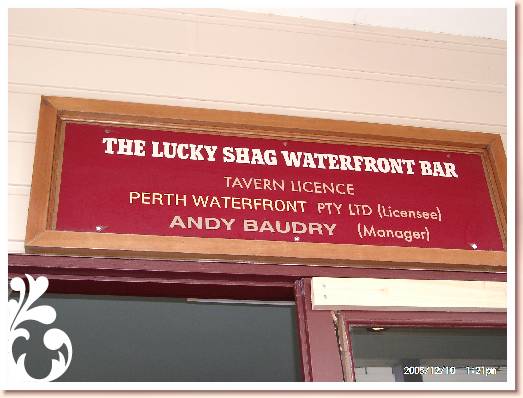 THE LUCKY SHAG WATERFRONT BAR
TAVERN LICENCE
PERTH WATERFRONT PTY LTD (Licensee)
ANDY BAUDRY (Manager)
2005/12/10 1:21pm